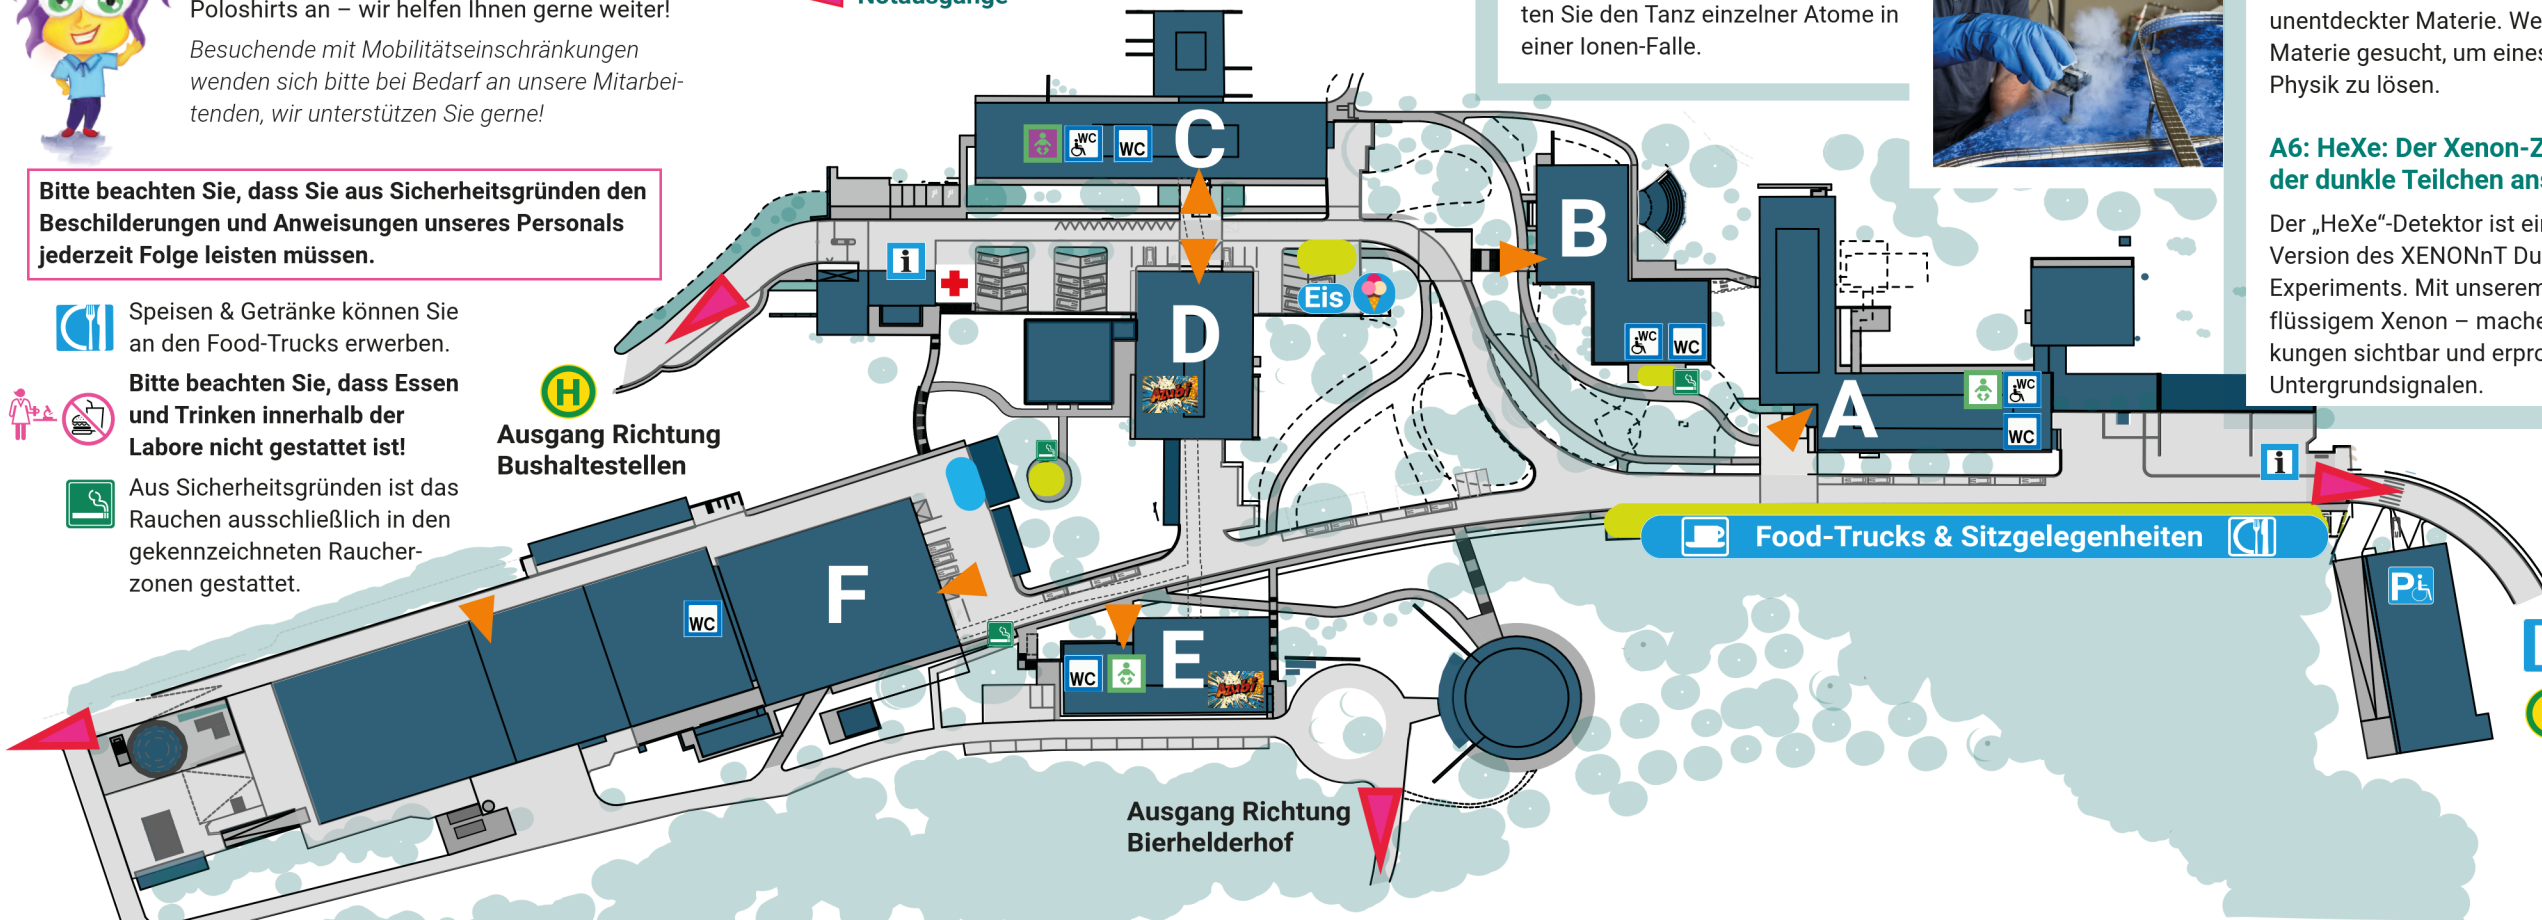 Poloshirts an – wir helfen Ihnen gerne weiter!
Besuchende mit Mobilitätseinschränkungen
wenden sich bitte bei Bedarf an unsere Mitarbei-
tenden, wir unterstützen Sie gerne!
Bitte beachten Sie, dass Sie aus Sicherheitsgründen den
Beschilderungen und Anweisungen unseres Personals
jederzeit Folge leisten müssen.
Speisen & Getränke können Sie
an den Food-Trucks erwerben.
Bitte beachten Sie, dass Essen
und Trinken innerhalb der
Labore nicht gestattet ist!
Aus Sicherheitsgründen ist das
Rauchen ausschließlich in den
gekennzeichneten Raucher-
zonen gestattet.
Notausgänge
ten Sie den Tanz einzelner Atome in
einer Ionen-Falle.
unentdeckter Materie. We
Materie gesucht, um eines
Physik zu lösen.
A6: HeXe: Der Xenon-Z
der dunkle Teilchen ans
Der „HeXe“-Detektor ist ein
Version des XENONnT Du
Experiments. Mit unserem
flüssigem Xenon – mache
kungen sichtbar und erpro
Untergrundsignalen.
C
WC
WC
B
WC
WC
i
D
Azubi
Eis
A
WC
WC
i
H
Ausgang Richtung
Bushaltestellen
Food-Trucks & Sitzgelegenheiten
P
F
WC
E
WC
Azubi
Ausgang Richtung
Bierhelderhof